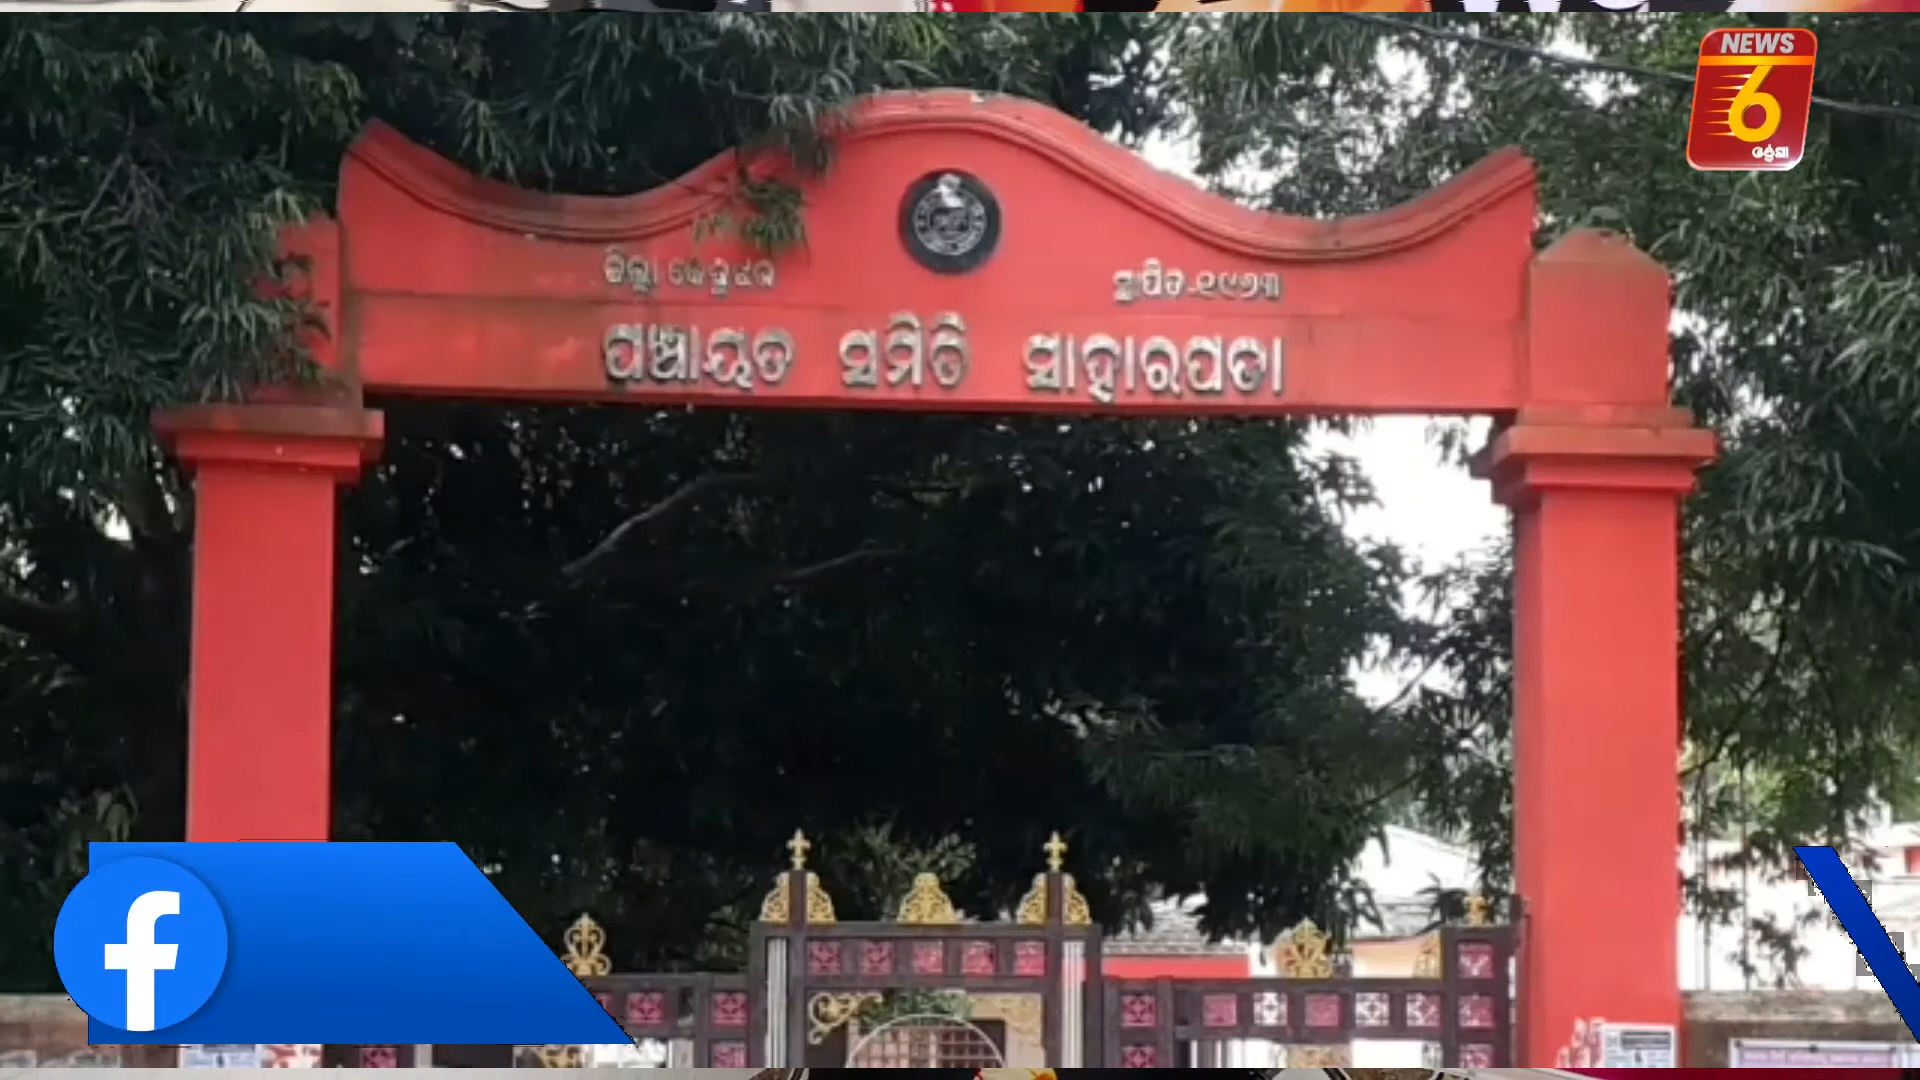 NEWS
6
ଓଡ଼ିଶା
ଜିଲ୍ଲା କେନ୍ଦୁଝର
ସ୍ଥାପିତ-୧୯୬୩
ପଞ୍ଚାୟତ ସମିତି ସାହାରପଡା
f